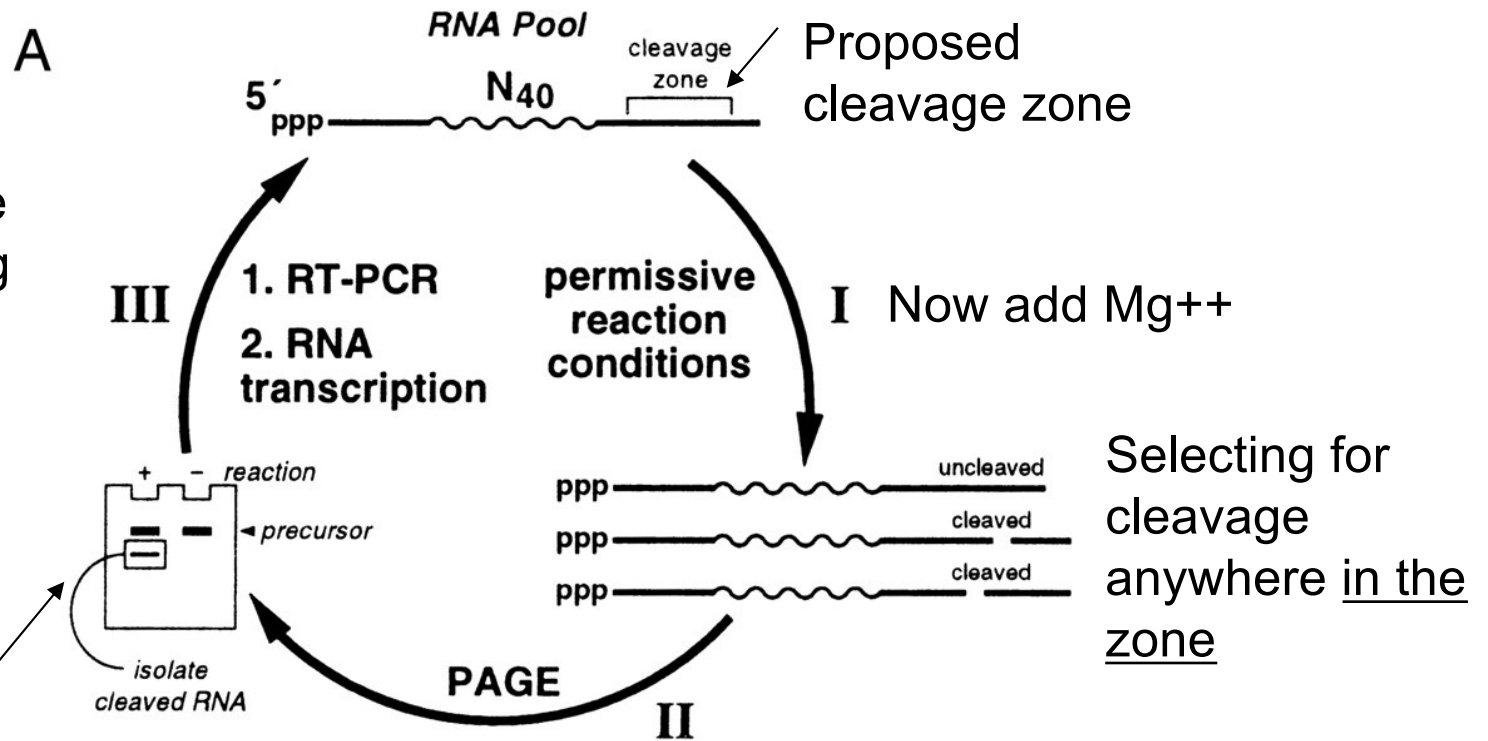 A
RNA Pool
cleavage
zone
Proposed
cleavage zone
5´
ppp
N40
e
g
III
1. RT-PCR
2. RNA
transcription
permissive
reaction
conditions
I
Now add Mg++
+ − reaction
precursor
isolate
cleaved RNA
ppp
uncleaved
ppp
cleaved
ppp
cleaved
Selecting for
cleavage
anywhere in the
zone
PAGE
II